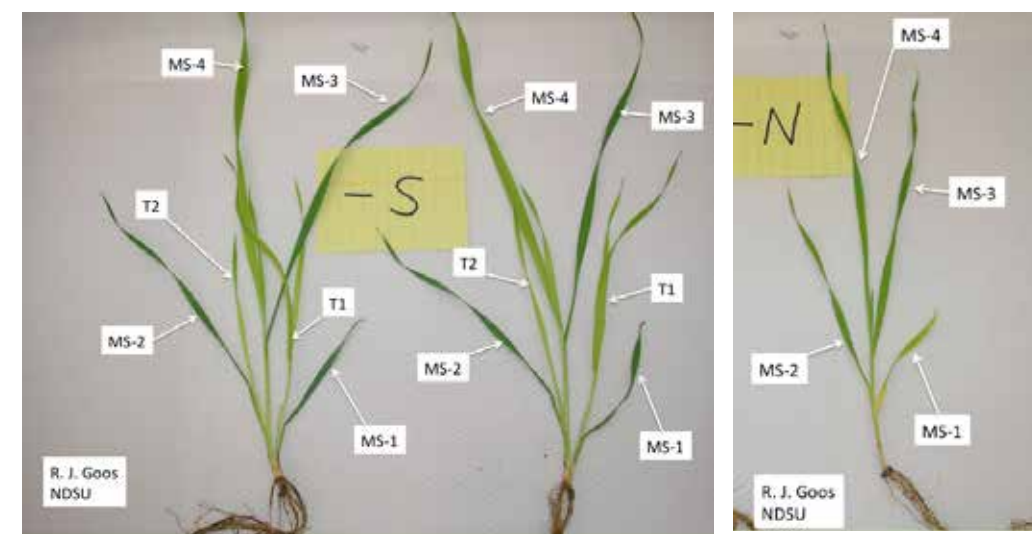 MS-4
MS-3
T2
- S
T1
MS-2
MS-1
R. J. Goos
NDSU
MS-4
MS-3
T2
T1
MS-2
MS-1
MS-4
-N
MS-3
MS-2
MS-1
R. J. Goos
NDSU